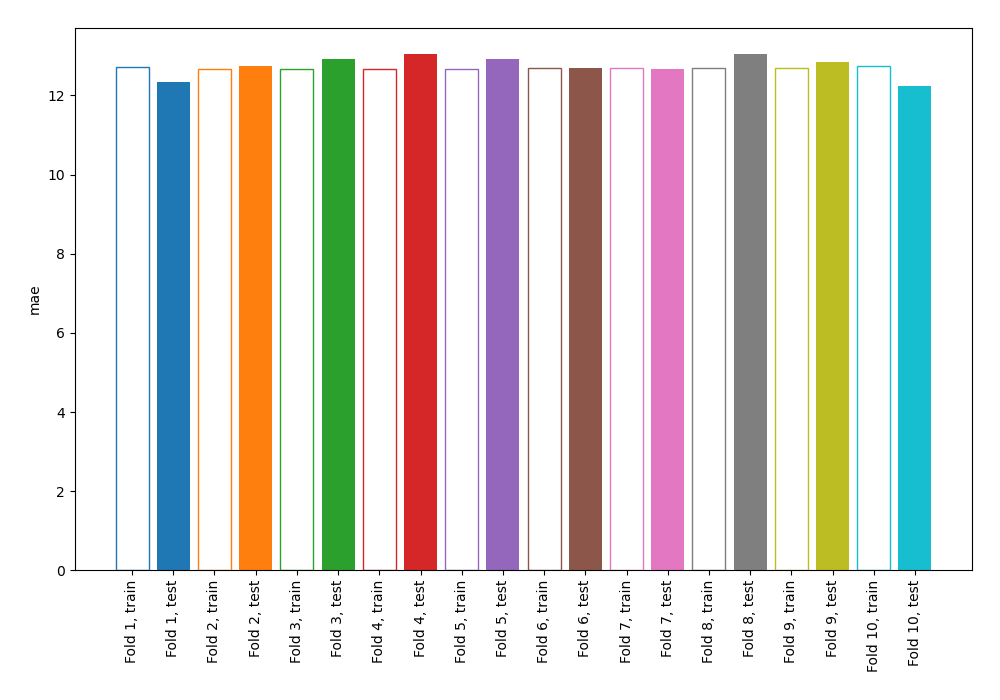 mae
12
10
8
6
4
2
0
Fold 1, train
Fold 1, test
Fold 2, train
Fold 2, test
Fold 3, train
Fold 3, test
Fold 4, train
Fold 4, test
Fold 5, train
Fold 5, test
Fold 6, train
Fold 6, test
Fold 7, train
Fold 7, test
Fold 8, train
Fold 8, test
Fold 9, train
Fold 9, test
Fold 10, train
Fold 10, test